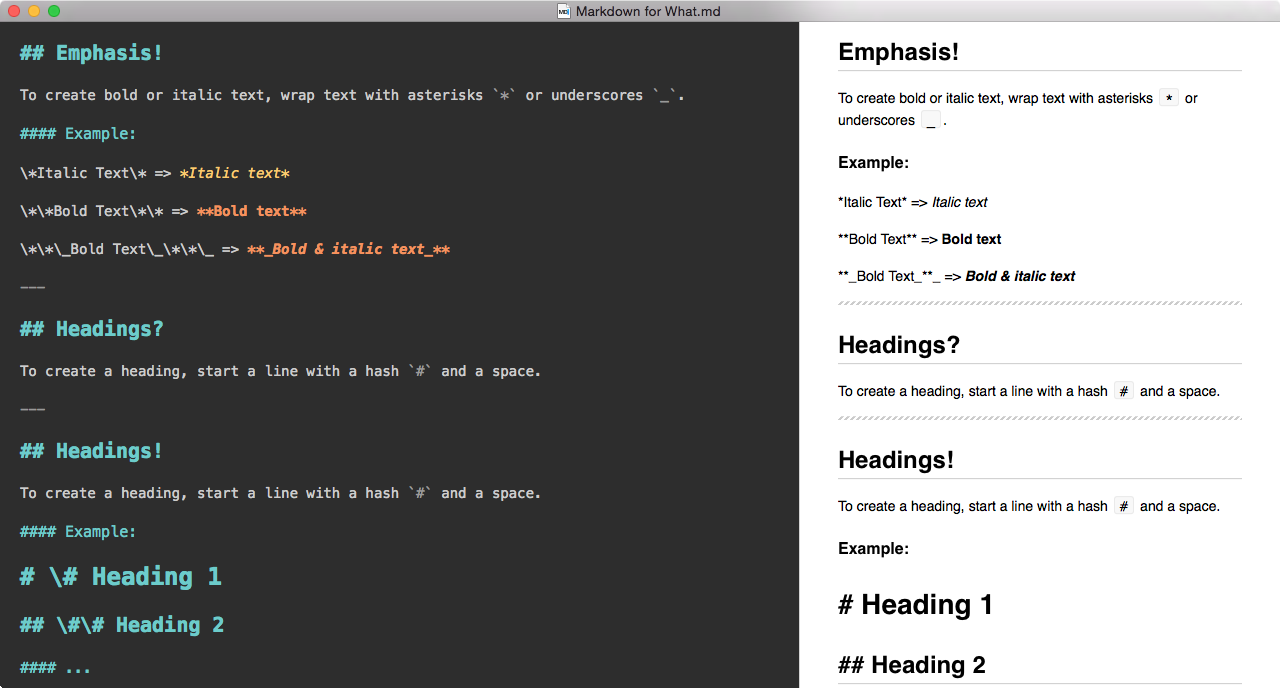 Markdown for What.md
## Emphasis!
To create bold or italic text, wrap text with asterisks `*` or underscores `_`.
#### Example:
\*Italic Text\* => *Italic text*
\*\*Bold Text\*\* => **Bold text**
\*\*\_Bold Text\_\*\*\_ => **_Bold & italic text_**
---
## Headings?
To create a heading, start a line with a hash `#` and a space.
---
## Headings!
To create a heading, start a line with a hash `#` and a space.
#### Example:
# \# Heading 1
## \#\# Heading 2
#### ...
Emphasis!
To create bold or italic text, wrap text with asterisks * or
underscores _ .
Example:
*Italic Text* => Italic text
**Bold Text** => Bold text
**_Bold Text_**_ => Bold & italic text
Headings?
To create a heading, start a line with a hash # and a space.
Headings!
To create a heading, start a line with a hash # and a space.
Example:
# Heading 1
## Heading 2